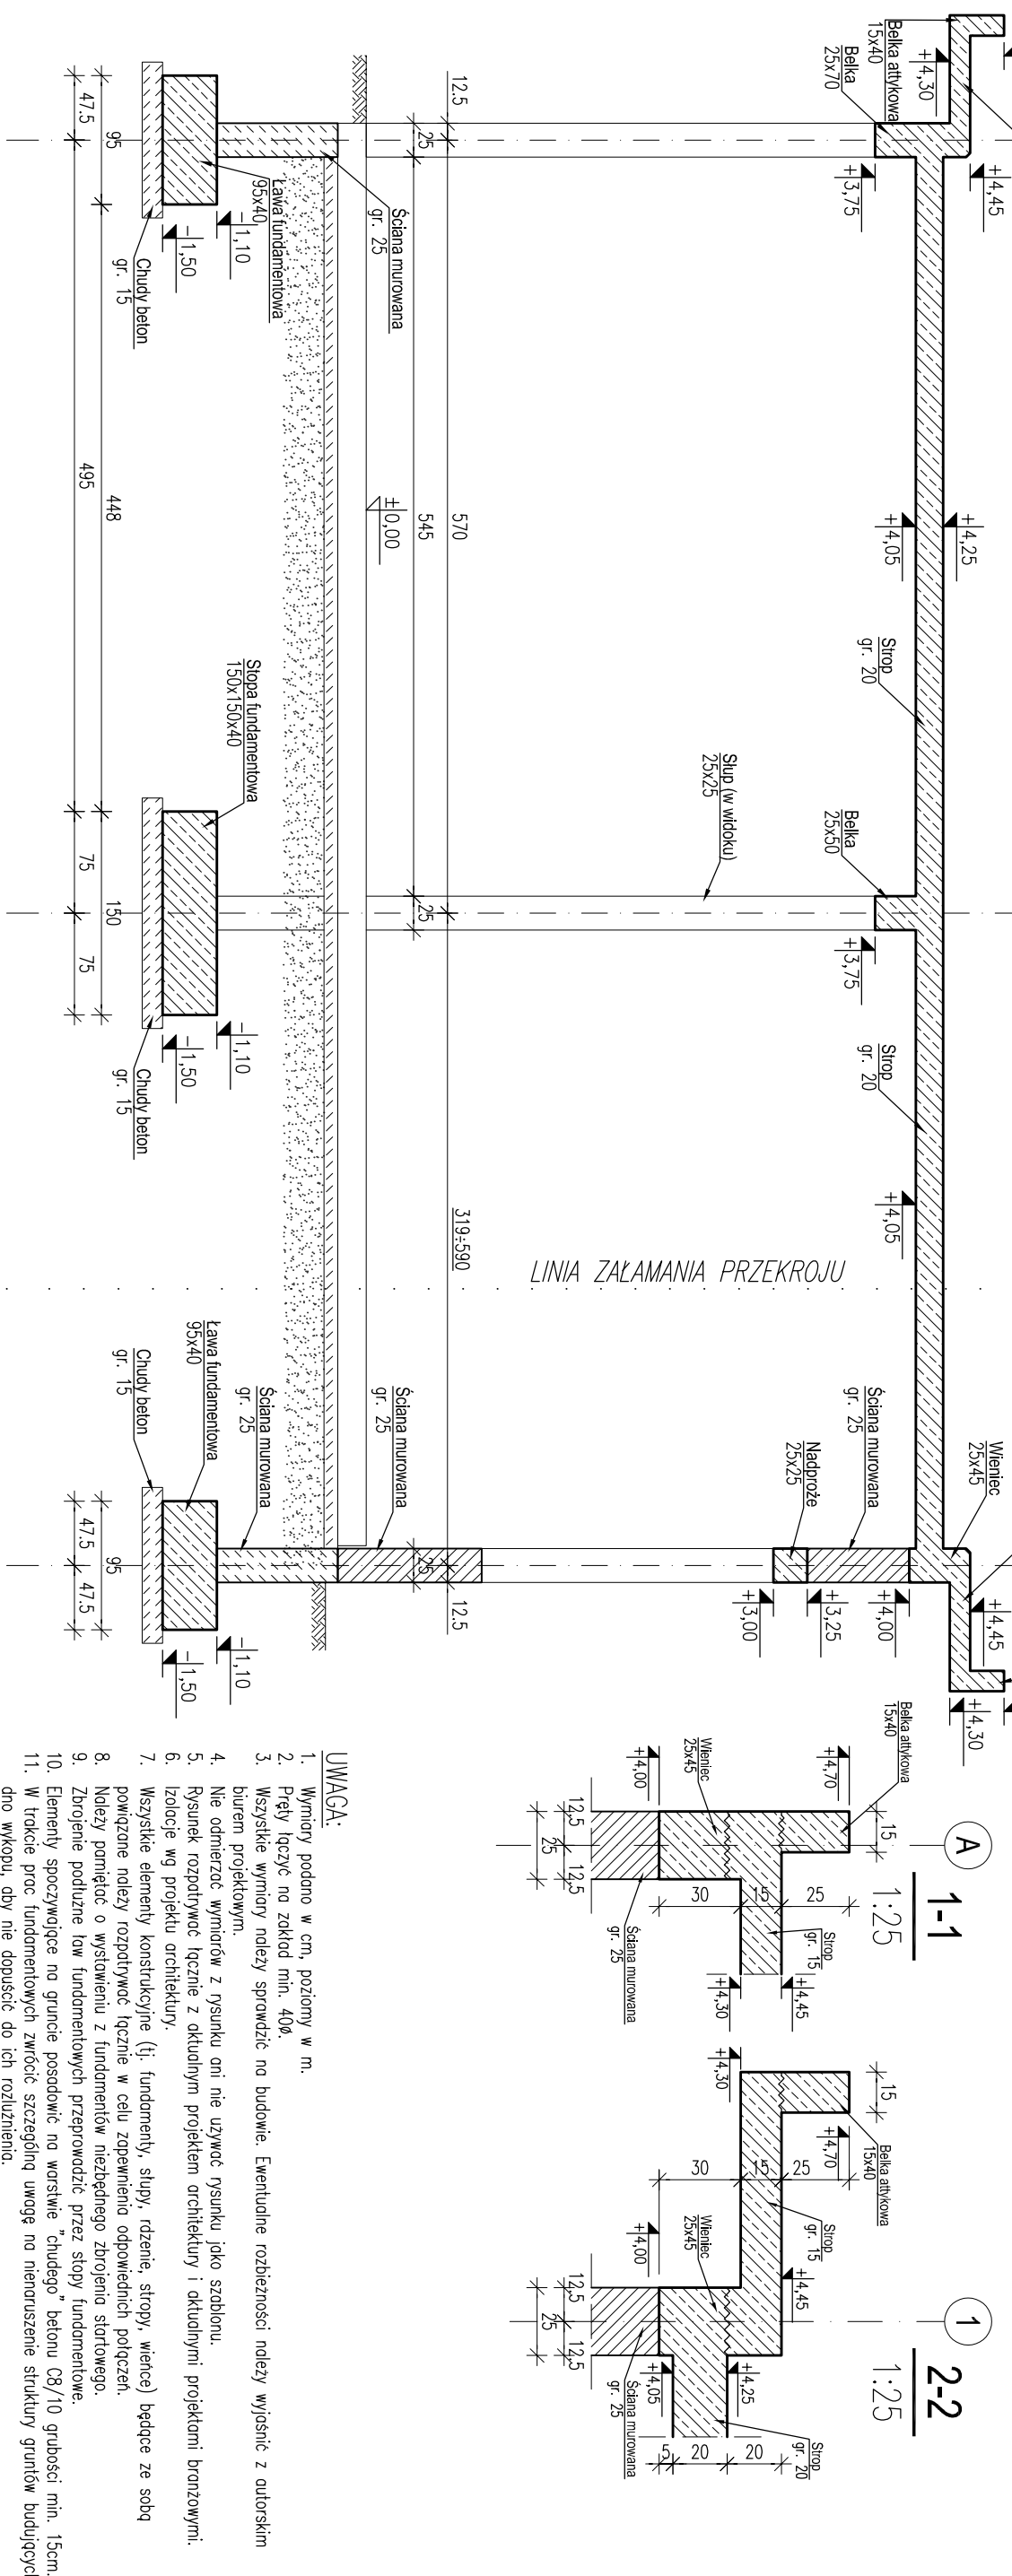 Belka attykowa
15x40
+4,30
Belka
25x70
+4,45
+3,75
+4,25
+4,05
Strop
gr. 20
Belka
25x50
+3,75
Słup (w widoku)
25x25
Strop
gr. 20
+4,05
LINIA ZAŁAMANIA PRZEKROJU
Wieniec
25x45
+4,45
+4,30
Ściana murowana
gr. 25
Nadproże
25x25
+4,00
+3,25
+3,00
12.5
570
319÷590
12.5
25
545
25
25
±0,00
Ściana murowana
gr. 25
Ściana murowana
gr. 25
Ściana murowana
gr. 25
Ława fundamentowa
95x40
-1,10
-1,50
Chudy beton
gr. 15
Stopa fundamentowa
150x150x40
-1,10
-1,50
Chudy beton
gr. 15
Ława fundamentowa
95x40
Chudy beton
gr. 15
-1,10
-1,50
95
448
150
95
47.5
495
75
75
47.5
47.5
A
1-1
1:25
Belka attykowa
15x40
15
+4,70
Wieniec
25x45
+4,00
30
15
25
Strop
gr. 15
+4,45
+4,30
12,5
12,5
25
Ściana murowana
gr. 25
1
2-2
1:25
15
Belka attykowa
15x40
+4,70
+4,30
30
15
25
Strop
gr. 15
+4,45
Wieniec
25x45
+4,00
+4,25
+4,05
12,5
12,5
25
Ściana murowana
gr. 25
5
20
20
Strop
gr. 20
UWAGA:
1. Wymiary podano w cm, poziomy w m.
2. Pręty łączyć na zakład min. 40Ø.
3. Wszystkie wymiary należy sprawdzić na budowie. Ewentualne rozbieżności należy wyjaśnić z autorskim
biurem projektowym.
4. Nie odmierzać wymiarów z rysunku ani nie używać rysunku jako szablonu.
5. Rysunek rozpatrywać łącznie z aktualnym projektem architektury i aktualnymi projektami branżowymi.
6. Izolacje wg projektu architektury.
7. Wszystkie elementy konstrukcyjne (tj. fundamenty, słupy, rdzenie, stropy, wieńce) będące ze sobą
powiązane należy rozpatrywać łącznie w celu zapewnienia odpowiednich połączeń.
8. Należy pamiętać o wystawieniu z fundamentów niezbędnego zbrojenia startowego.
9. Zbrojenie podłużne ław fundamentowych przeprowadzić przez stopy fundamentowe.
10. Elementy spoczywające na gruncie posadowić na warstwie "chudego" betonu C8/10 grubości min. 15cm.
11. W trakcie prac fundamentowych zwrócić szczególną uwagę na nienaruszenie struktury gruntów budujących
dno wykopu, aby nie dopuścić do ich rozluźnienia.